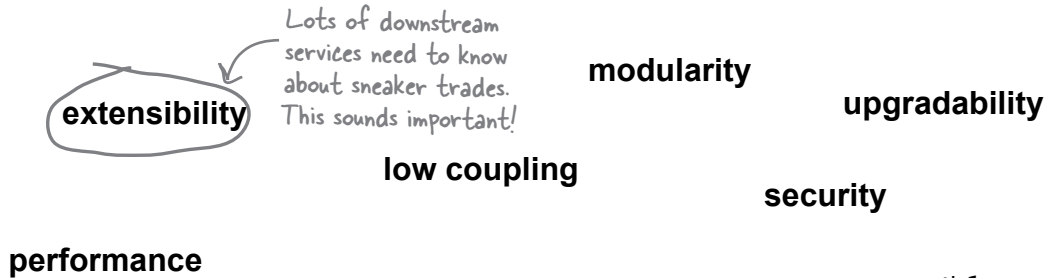 Lots of downstream
services need to know
about sneaker trades.
This sounds important!
extensibility
modularity
upgradability
low coupling
security
performance